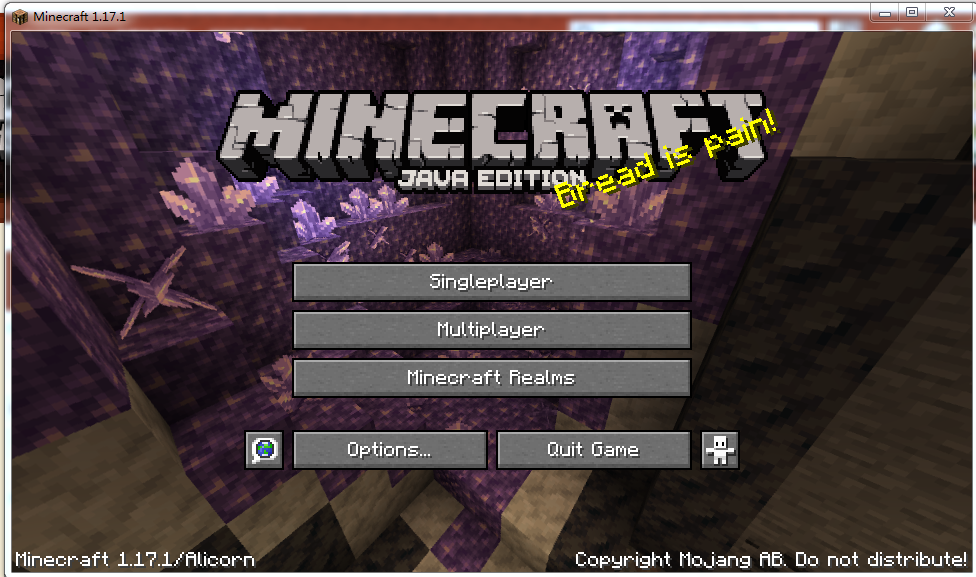 Minecraft 1.17.1
MINECRAFT
JAVA EDITION
Bread is pain!
Singleplayer
Multiplayer
Minecraft Realms
Options...
Quit Game
Minecraft 1.17.1/Alicorn
Copyright Mojang AB. Do not distribute!